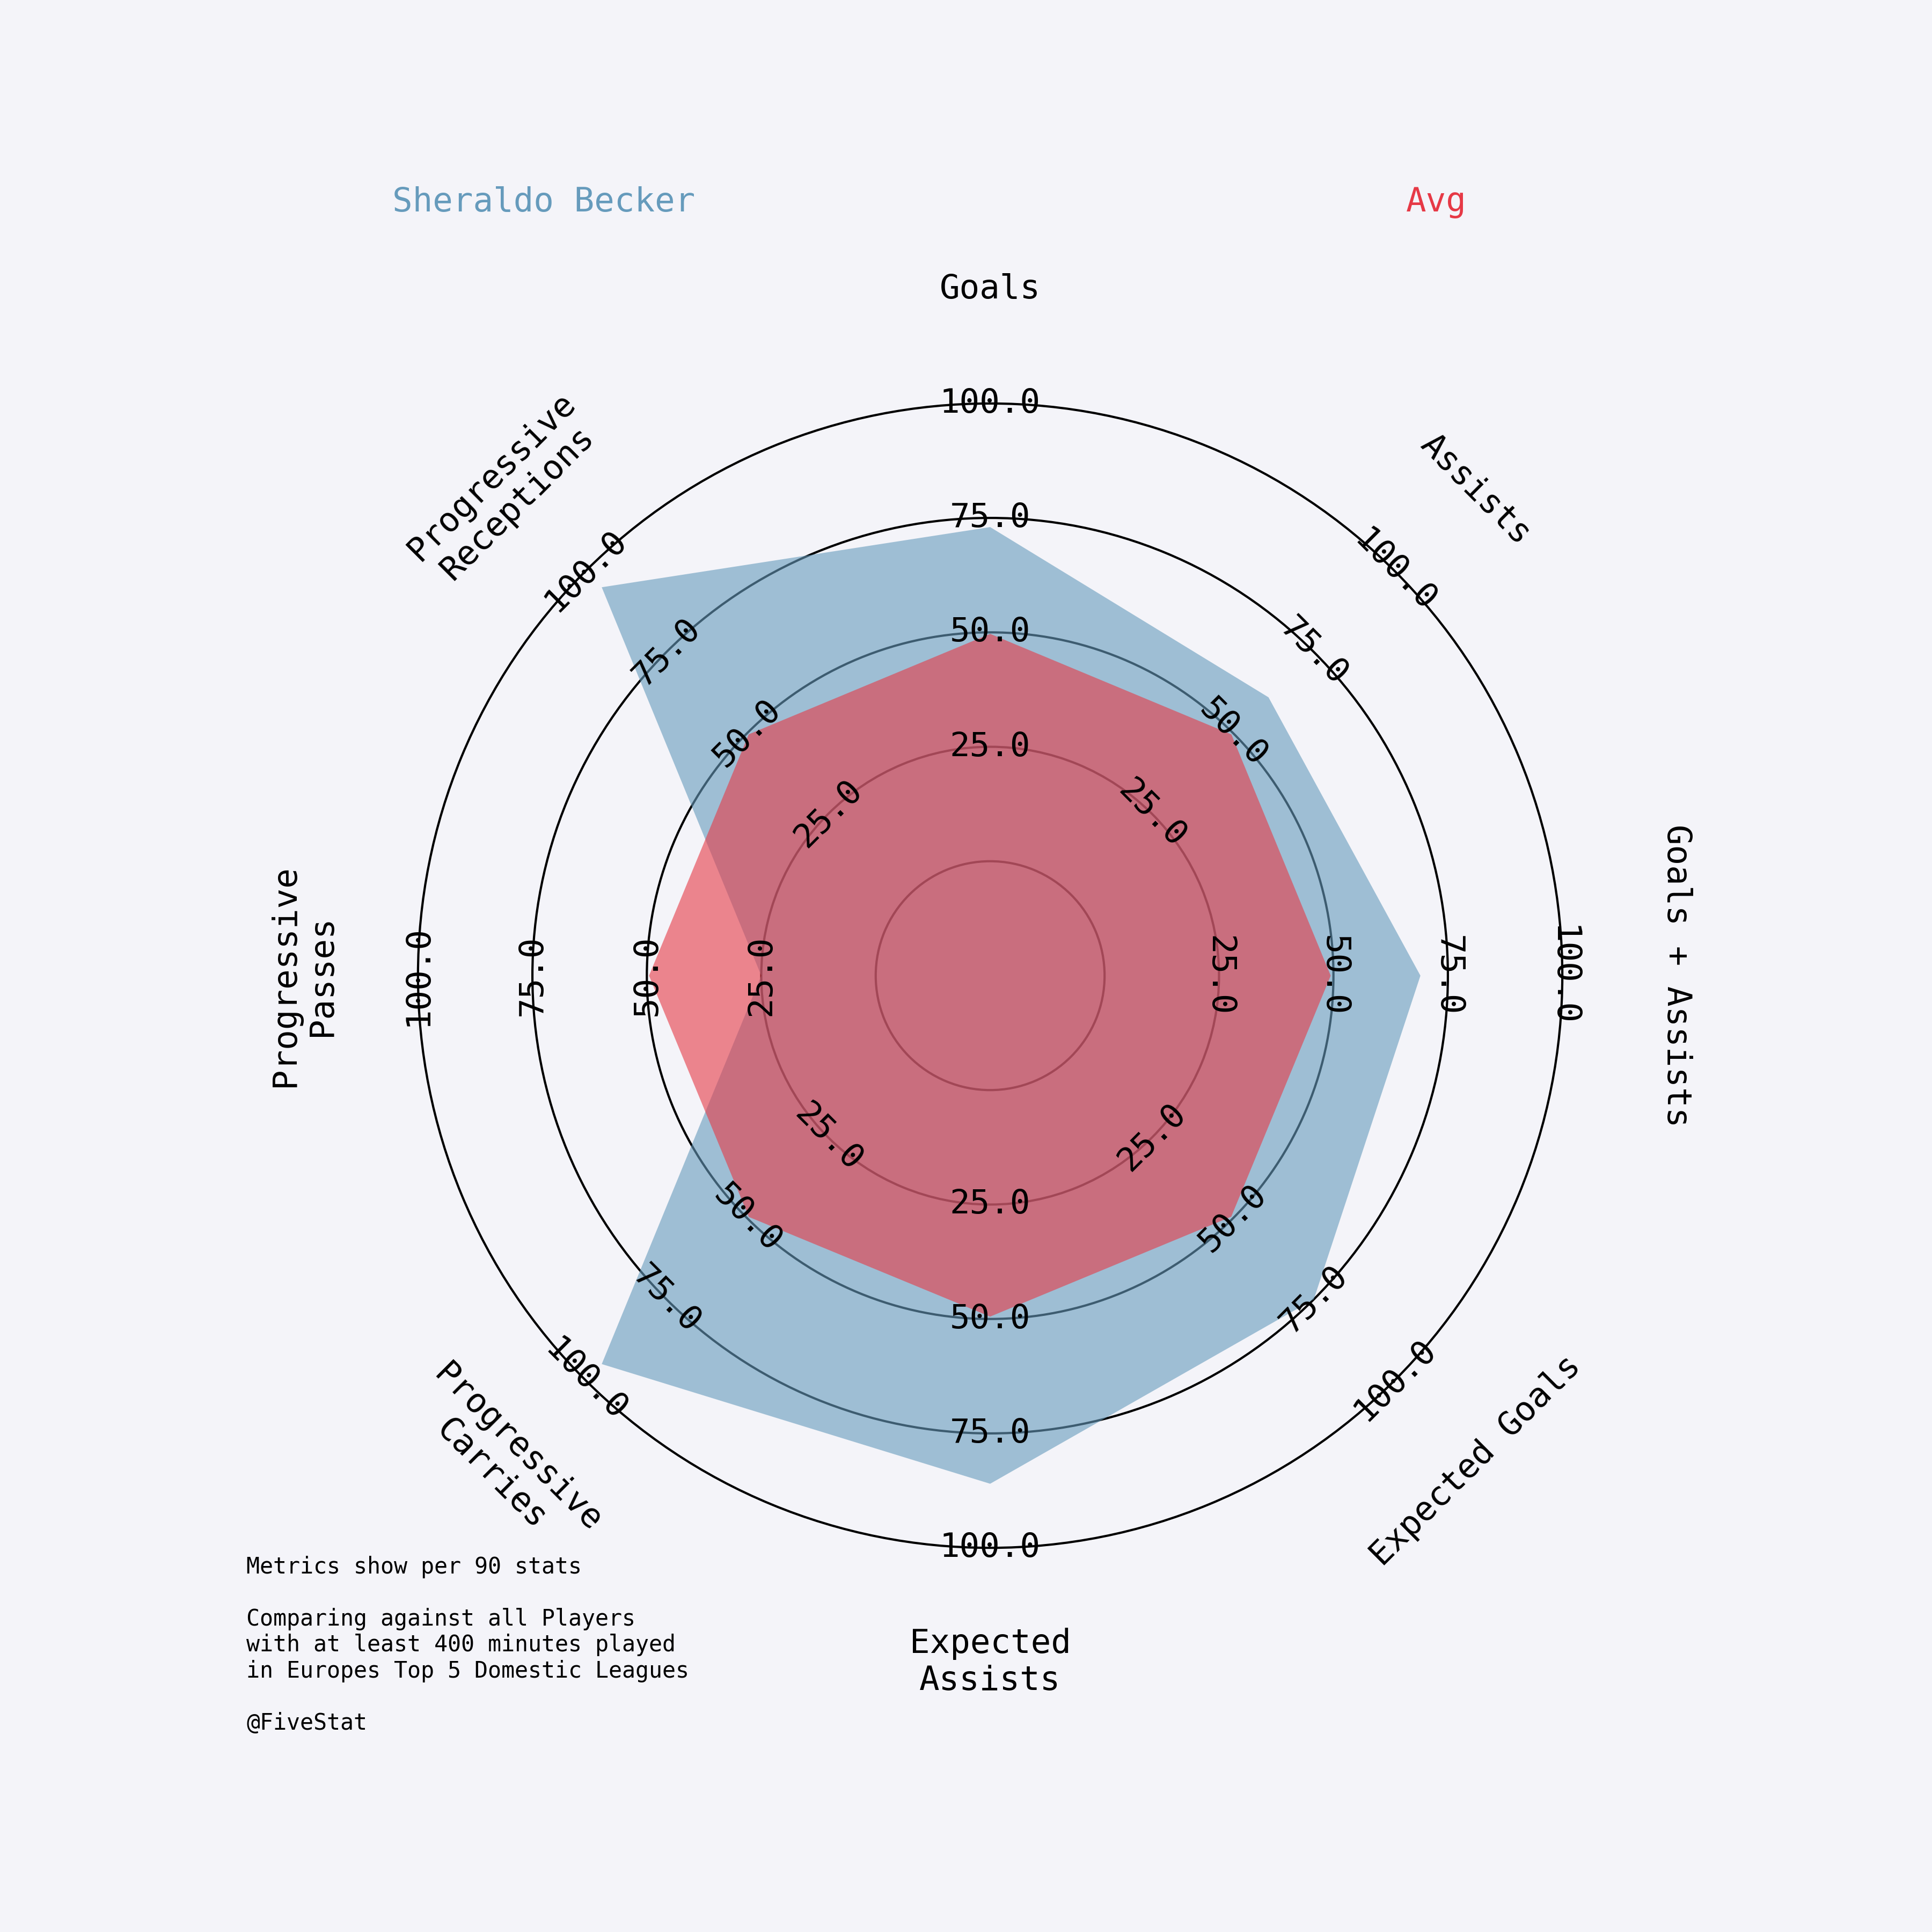 Sheraldo Becker
Avg
Goals
Assists
Goals + Assists
Expected Goals
Expected
Assists
Progressive
Carries
Progressive
Passes
Progressive
Receptions
25.0
50.0
75.0
100.0
25.0
50.0
75.0
100.0
25.0
50.0
75.0
100.0
25.0
50.0
75.0
100.0
25.0
50.0
75.0
100.0
25.0
50.0
75.0
100.0
25.0
50.0
75.0
100.0
25.0
50.0
75.0
100.0
Metrics show per 90 stats
Comparing against all Players
with at least 400 minutes played
in Europes Top 5 Domestic Leagues
@FiveStat